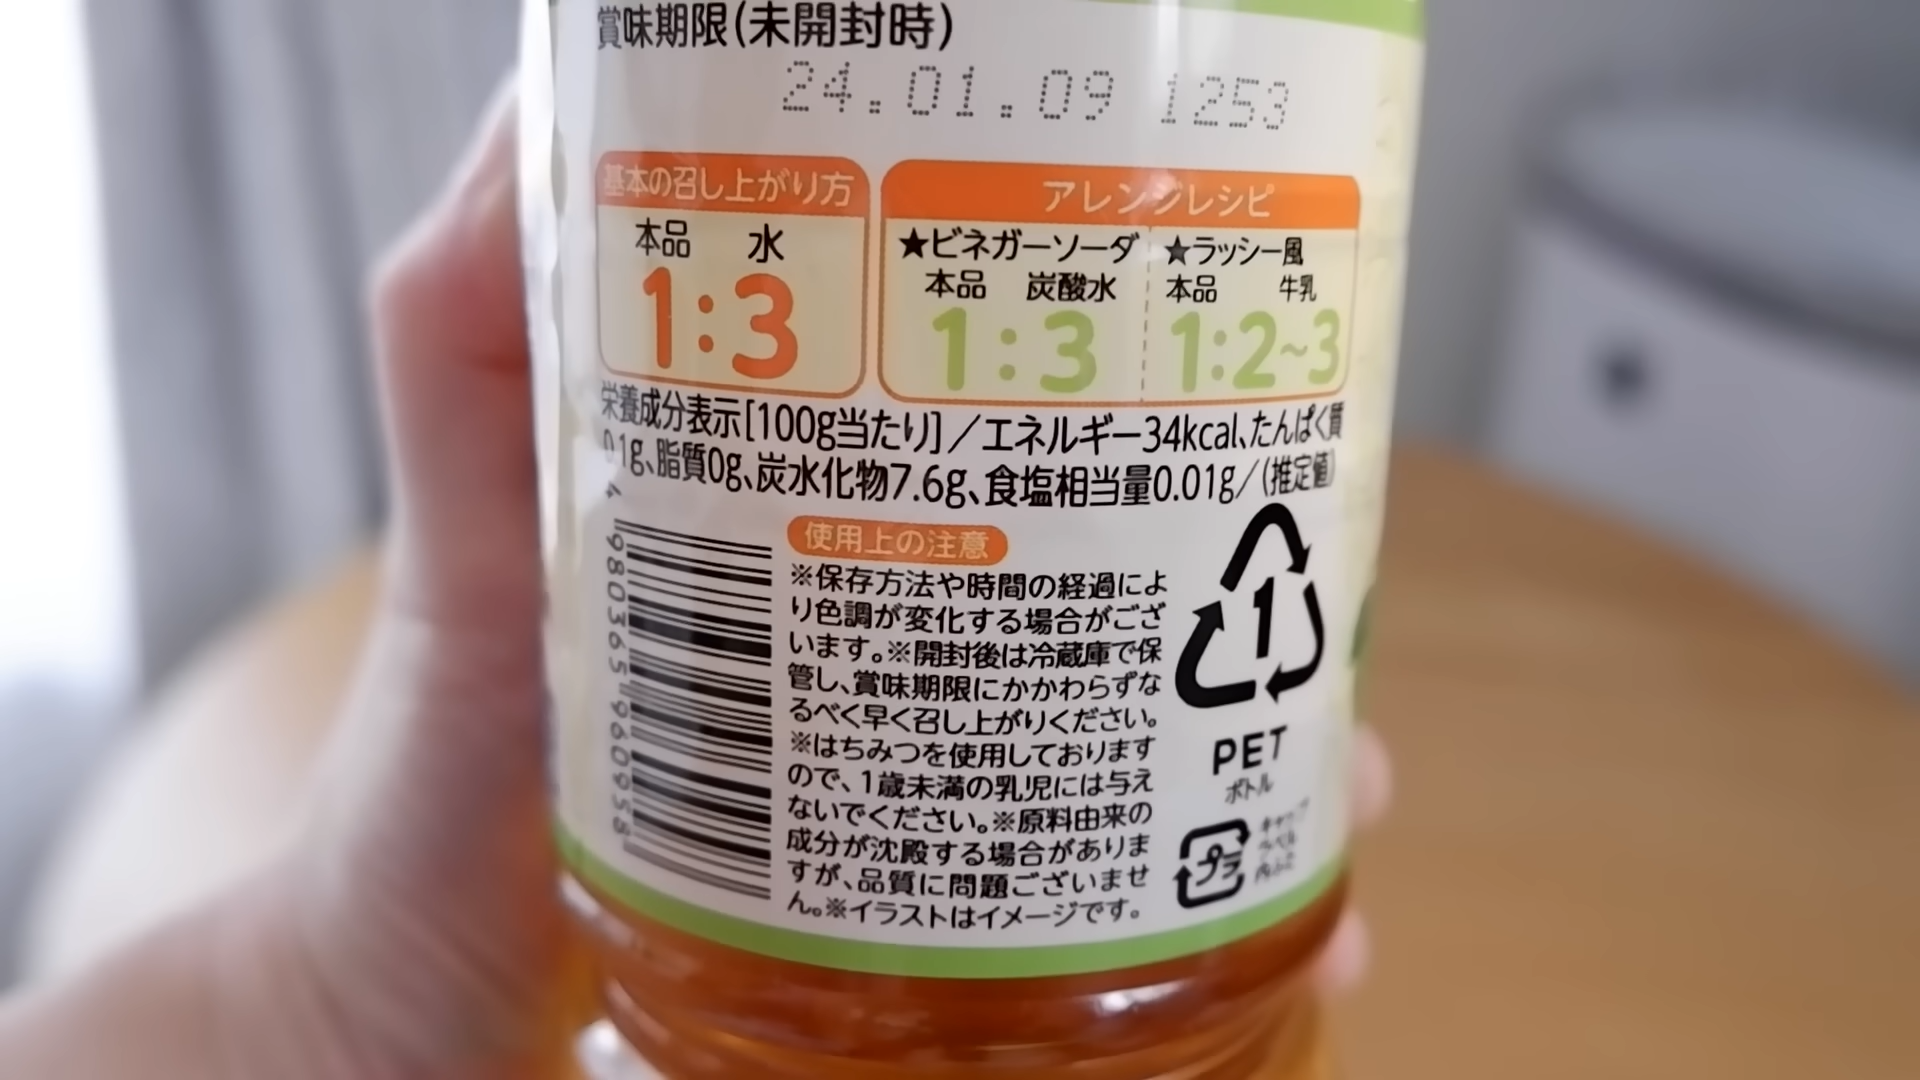 賞味期限(未開封時)
24.01.09 1253
基本の召し上がり方
本品 水
1:3
アレンジレシピ
★ビネガーソーダ
本品 炭酸水
1:3
★ラッシー風
本品 牛乳
1:2~3
栄養成分表示[100g当たり]/エネルギー34kcal、たんぱく質
0.1g、脂質0g、炭水化物7.6g、食塩相当量0.01g/(推定値)
使用上の注意
※保存方法や時間の経過によ
り色調が変化する場合がござ
います。※開封後は冷蔵庫で保
管し、賞味期限にかかわらずな
るべく早く召し上がりください。
※はちみつを使用しております
ので、1歳未満の乳児には与え
ないでください。※原料由来の
成分が沈殿する場合がありま
すが、品質に問題ございませ
ん。※イラストはイメージです。
4 980365 960958
1
PET
ボトル
プラ
キャップ
ラベル
内ふた